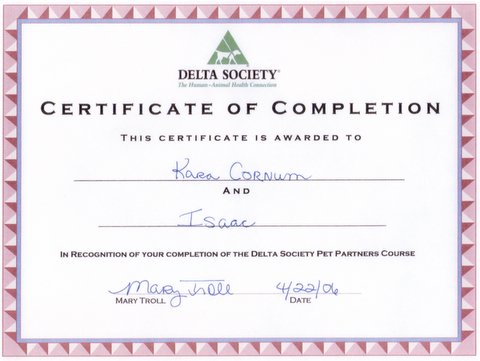 DELTA SOCIETY®
The Human-Animal Health Connection
CERTIFICATE OF COMPLETION
THIS CERTIFICATE IS AWARDED TO
Kara Cornum
AND
Isaac
IN RECOGNITION OF YOUR COMPLETION OF THE DELTA SOCIETY PET PARTNERS COURSE
Mary Troll 4/22/06
MARY TROLL DATE